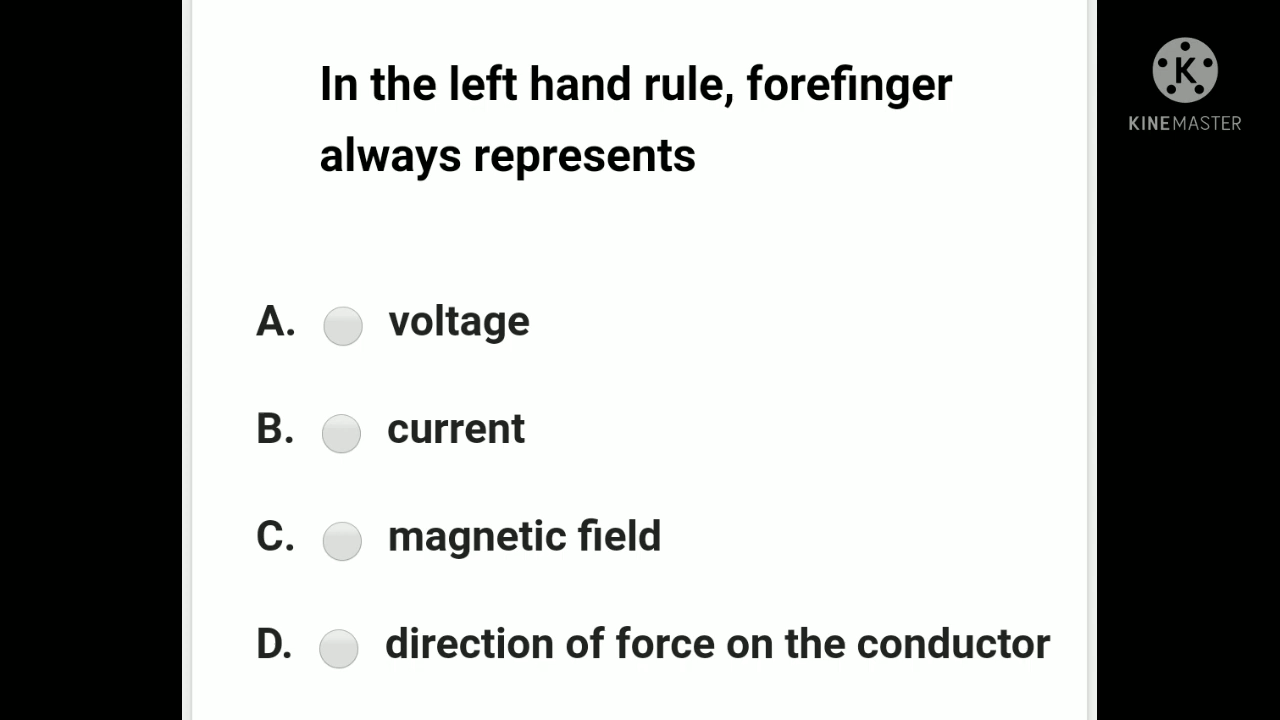 In the left hand rule, forefinger
always represents
A. voltage
B. current
C. magnetic field
D. direction of force on the conductor
K
KINEMASTER